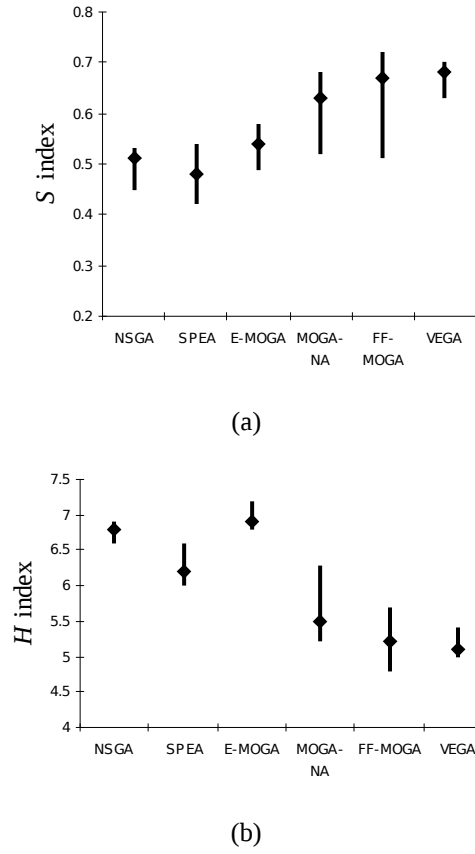 0.8
0.7
0.6
0.5
0.4
0.3
0.2
S index
NSGA SPEA E-MOGA MOGA-NA FF-MOGA VEGA
(a)
7.5
7
6.5
6
5.5
5
4.5
4
H index
NSGA SPEA E-MOGA MOGA-NA FF-MOGA VEGA
(b)